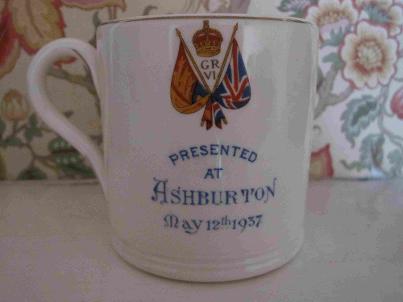 GR
VI
PRESENTED
AT
ASHBURTON
May 12th 1937